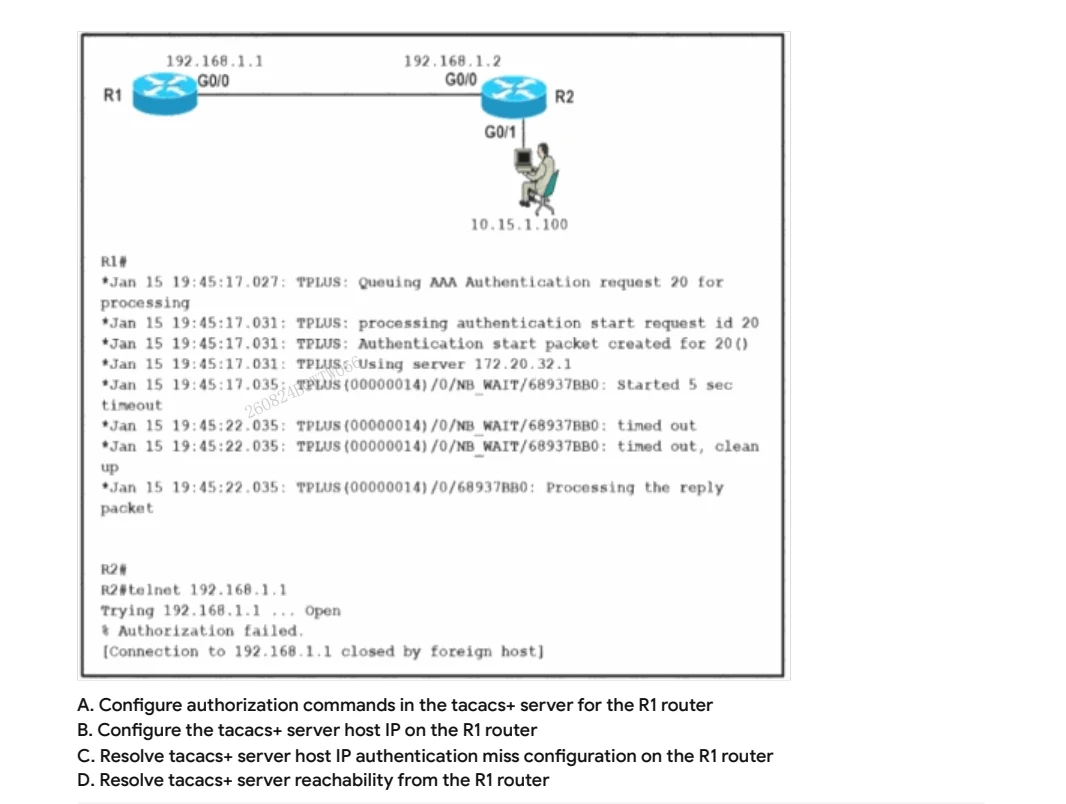 192.168.1.1 192.168.1.2
G0/0 G0/0
R1 R2
G0/1
10.15.1.100
R1#
*Jan 15 19:45:17.027: TPLUS: Queuing AAA Authentication request 20 for
processing
*Jan 15 19:45:17.031: TPLUS: processing authentication start request id 20
*Jan 15 19:45:17.031: TPLUS: Authentication start packet created for 20()
*Jan 15 19:45:17.031: TPLUS: Using server 172.20.32.1
*Jan 15 19:45:17.035: TPLUS(00000014)/0/NB_WAIT/68937BB0: Started 5 sec
timeout
*Jan 15 19:45:22.035: TPLUS(00000014)/0/NB_WAIT/68937BB0: timed out
*Jan 15 19:45:22.035: TPLUS(00000014)/0/NB_WAIT/68937BB0: timed out, clean
up
*Jan 15 19:45:22.035: TPLUS(00000014)/0/68937BB0: Processing the reply
packet
R2#
R2#telnet 192.168.1.1
Trying 192.168.1.1 ... Open
% Authorization failed.
[Connection to 192.168.1.1 closed by foreign host]
A. Configure authorization commands in the tacacs+ server for the R1 router
B. Configure the tacacs+ server host IP on the R1 router
C. Resolve tacacs+ server host IP authentication miss configuration on the R1 router
D. Resolve tacacs+ server reachability from the R1 router